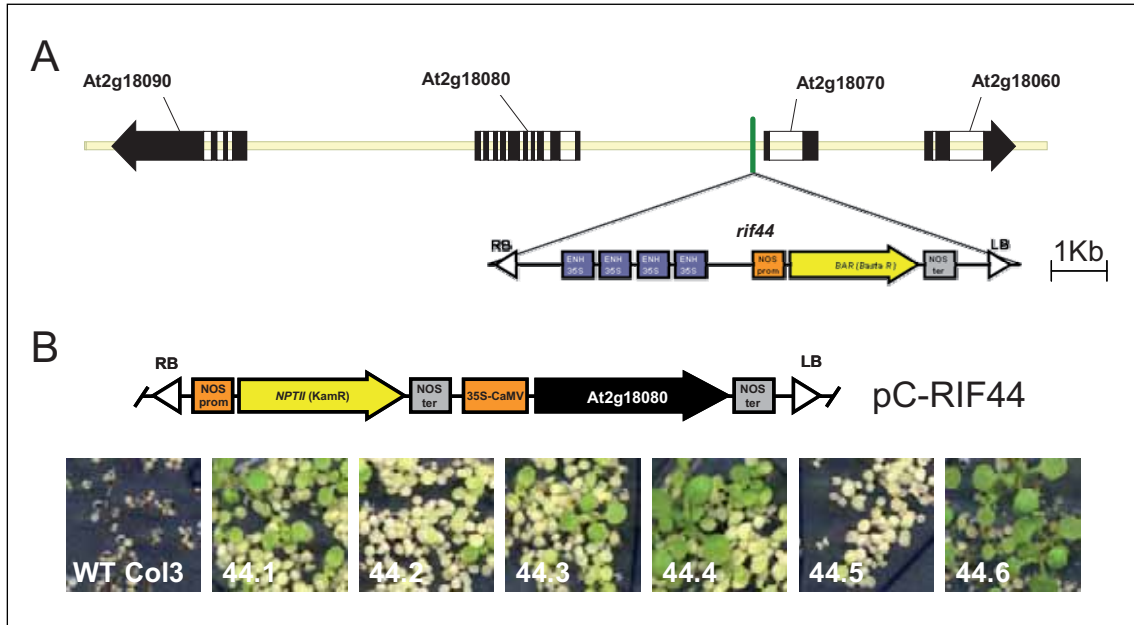 A
At2g18090
At2g18080
At2g18070
At2g18060
rif44
RB
LB
ENH 35S
ENH 35S
ENH 35S
ENH 35S
NOS prom
BAR (Basta R)
NOS ter
1Kb
B
RB
LB
NOS prom
NPTII (KamR)
NOS ter
35S-CaMV
At2g18080
NOS ter
pC-RIF44
WT Col3
44.1
44.2
44.3
44.4
44.5
44.6